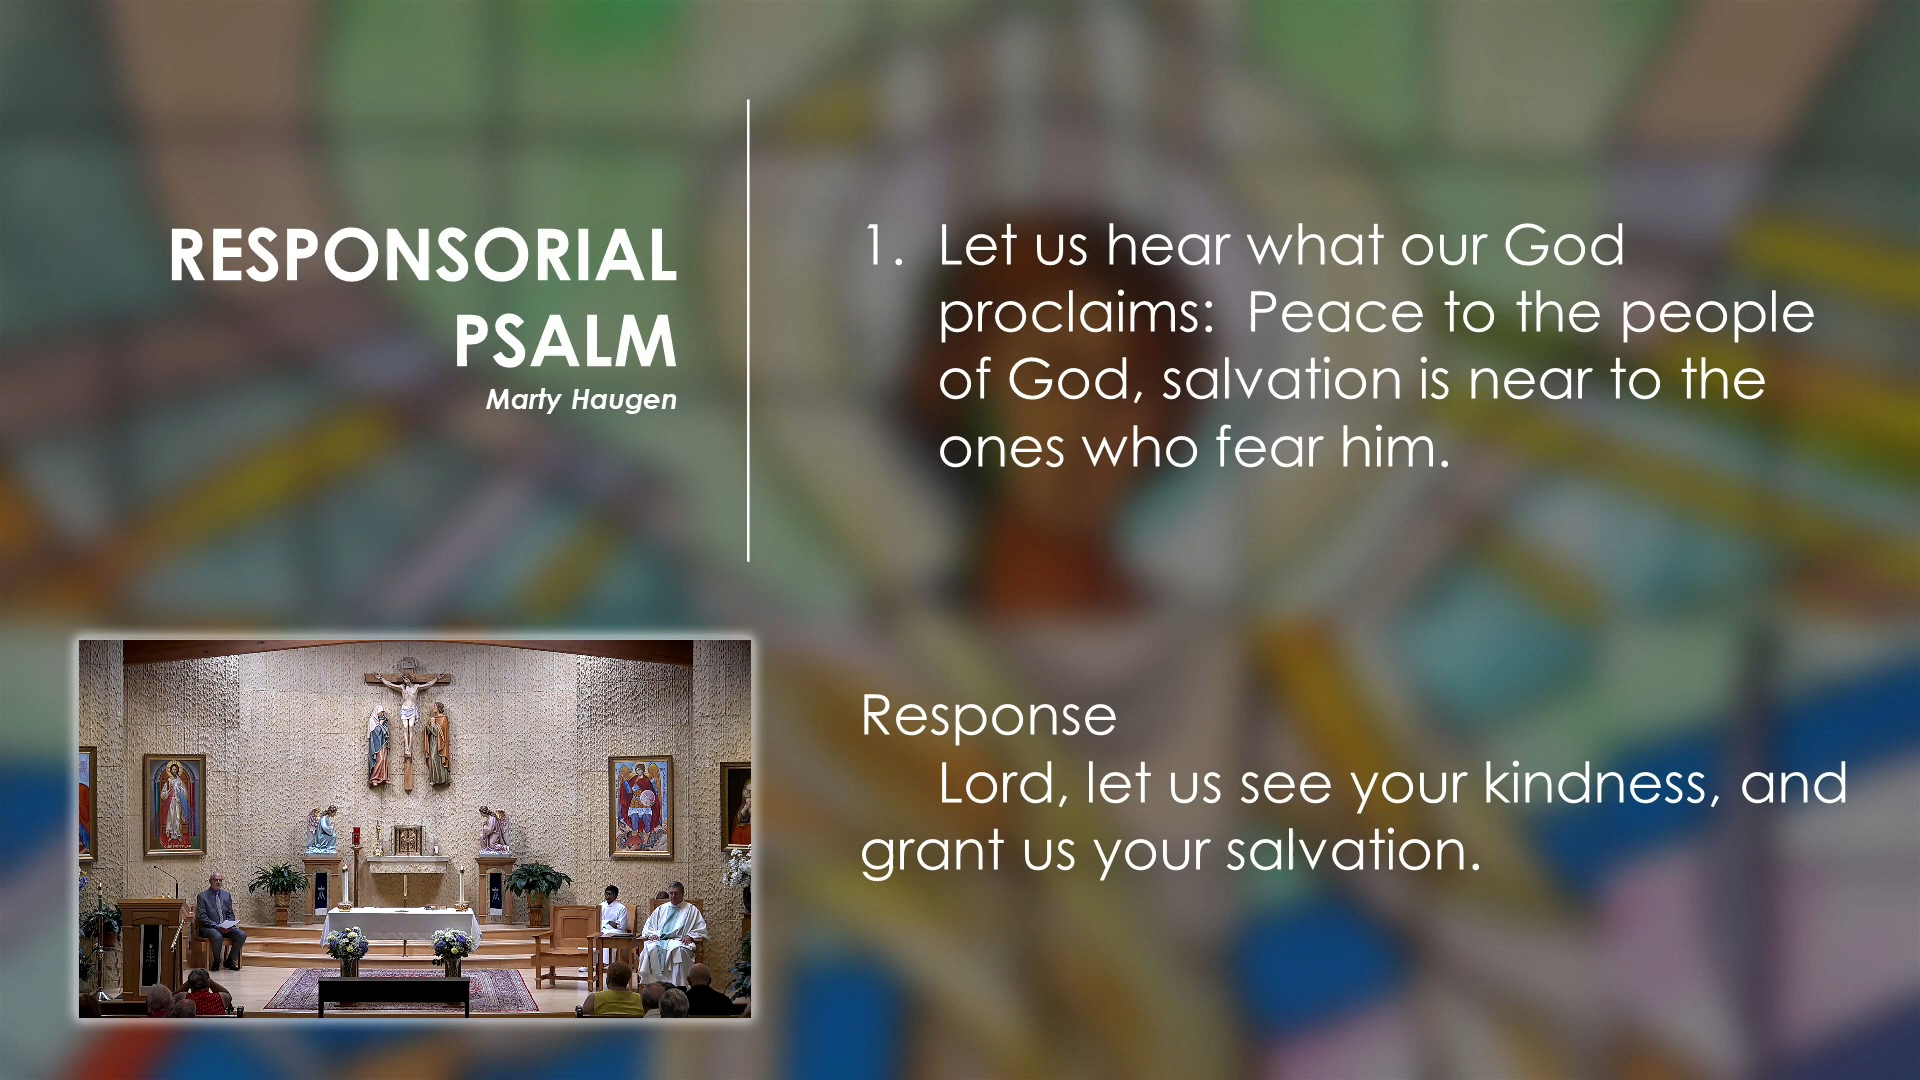 RESPONSORIAL
PSALM
Marty Haugen
1. Let us hear what our God
proclaims: Peace to the people
of God, salvation is near to the
ones who fear him.
Response
Lord, let us see your kindness, and
grant us your salvation.